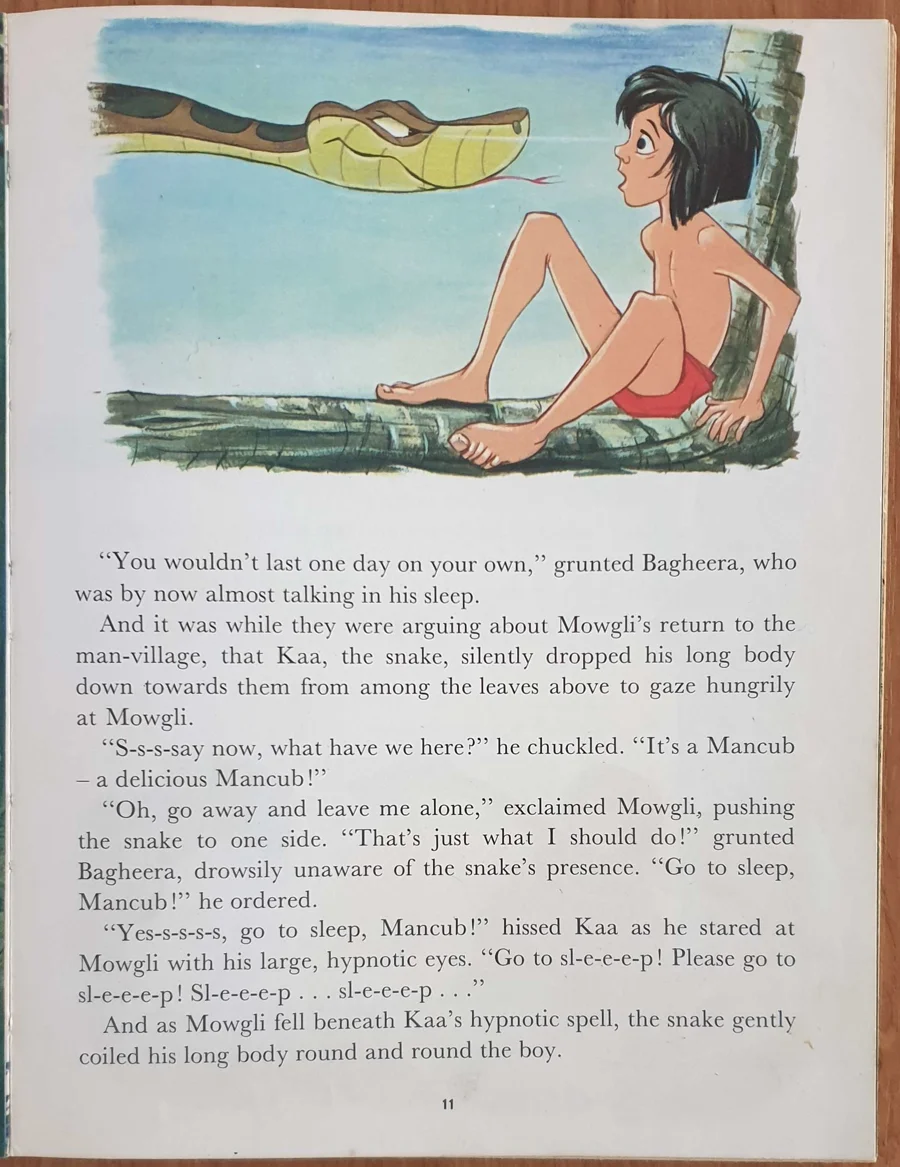 “You wouldn’t last one day on your own,” grunted Bagheera, who
was by now almost talking in his sleep.
And it was while they were arguing about Mowgli’s return to the
man-village, that Kaa, the snake, silently dropped his long body
down towards them from among the leaves above to gaze hungrily
at Mowgli.
“S-s-s-say now, what have we here?” he chuckled. “It’s a Mancub
– a delicious Mancub!”
“Oh, go away and leave me alone,” exclaimed Mowgli, pushing
the snake to one side. “That’s just what I should do!” grunted
Bagheera, drowsily unaware of the snake’s presence. “Go to sleep,
Mancub!” he ordered.
“Yes-s-s-s-s, go to sleep, Mancub!” hissed Kaa as he stared at
Mowgli with his large, hypnotic eyes. “Go to sl-e-e-e-p! Please go to
sl-e-e-e-p! Sl-e-e-e-p . . . sl-e-e-e-p . . .”
And as Mowgli fell beneath Kaa’s hypnotic spell, the snake gently
coiled his long body round and round the boy.
11